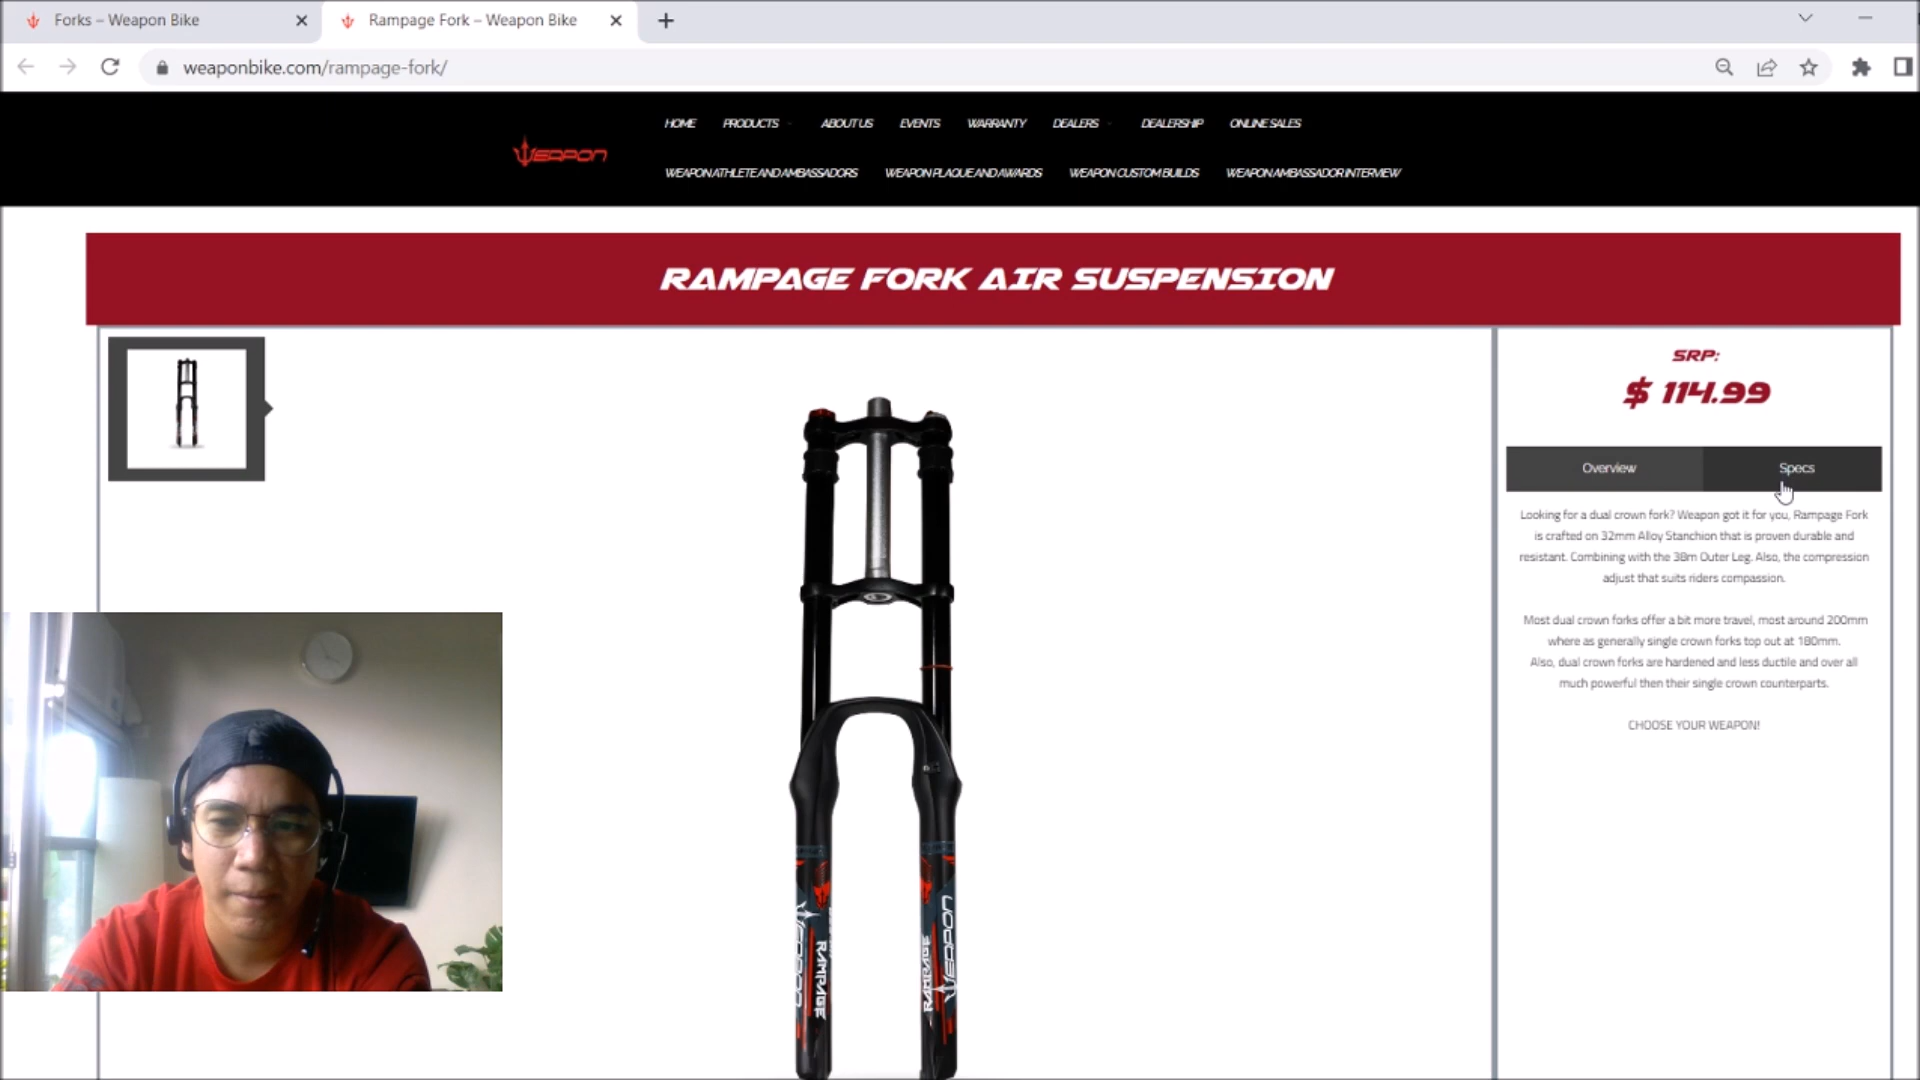 Forks – Weapon Bike
Rampage Fork – Weapon Bike
weaponbike.com/rampage-fork/
WEAPON
HOME PRODUCTS ABOUT US EVENTS WARRANTY DEALERS DEALERSHIP ONLINE SALES
WEAPON ATHLETE AND AMBASSADORS WEAPON PLAQUE AND AWARDS WEAPON CUSTOM BUILDS WEAPON AMBASSADOR INTERVIEW
RAMPAGE FORK AIR SUSPENSION
SRP:
$ 114.99
Overview Specs
Looking for a dual crown fork? Weapon got it for you, Rampage Fork
is crafted on 32mm Alloy Stanchion that is proven durable and
resistant. Combining with the 38m Outer Leg. Also, the compression
adjust that suits riders compassion.
Most dual crown forks offer a bit more travel, most around 200mm
where as generally single crown forks top out at 180mm.
Also, dual crown forks are hardened and less ductile and over all
much powerful then their single crown counterparts.
CHOOSE YOUR WEAPON!
WEAPON
RAMPAGE
RAMPAGE
WEAPON